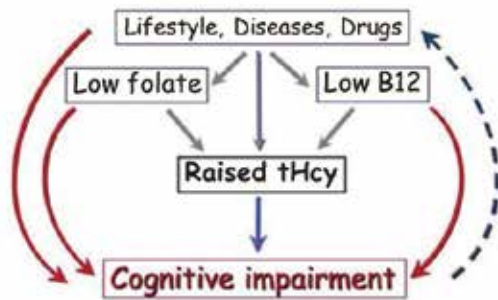 Lifestyle, Diseases, Drugs
Low folate
Low B12
Raised tHcy
Cognitive impairment